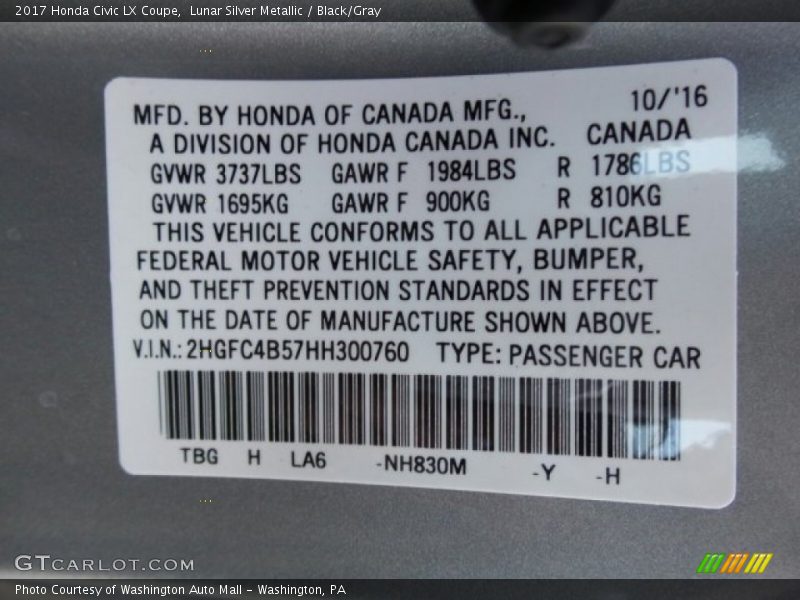 2017 Honda Civic LX Coupe, Lunar Silver Metallic / Black/Gray
10/'16
MFD. BY HONDA OF CANADA MFG.,
A DIVISION OF HONDA CANADA INC. CANADA
GVWR 3737LBS GAWR F 1984LBS R 1786LBS
GVWR 1695KG GAWR F 900KG R 810KG
THIS VEHICLE CONFORMS TO ALL APPLICABLE
FEDERAL MOTOR VEHICLE SAFETY, BUMPER,
AND THEFT PREVENTION STANDARDS IN EFFECT
ON THE DATE OF MANUFACTURE SHOWN ABOVE.
V.I.N.: 2HGFC4B57HH300760 TYPE: PASSENGER CAR
TBG H LA6 -NH830M -Y -H
GTCARLOT.COM
Photo Courtesy of Washington Auto Mall - Washington, PA